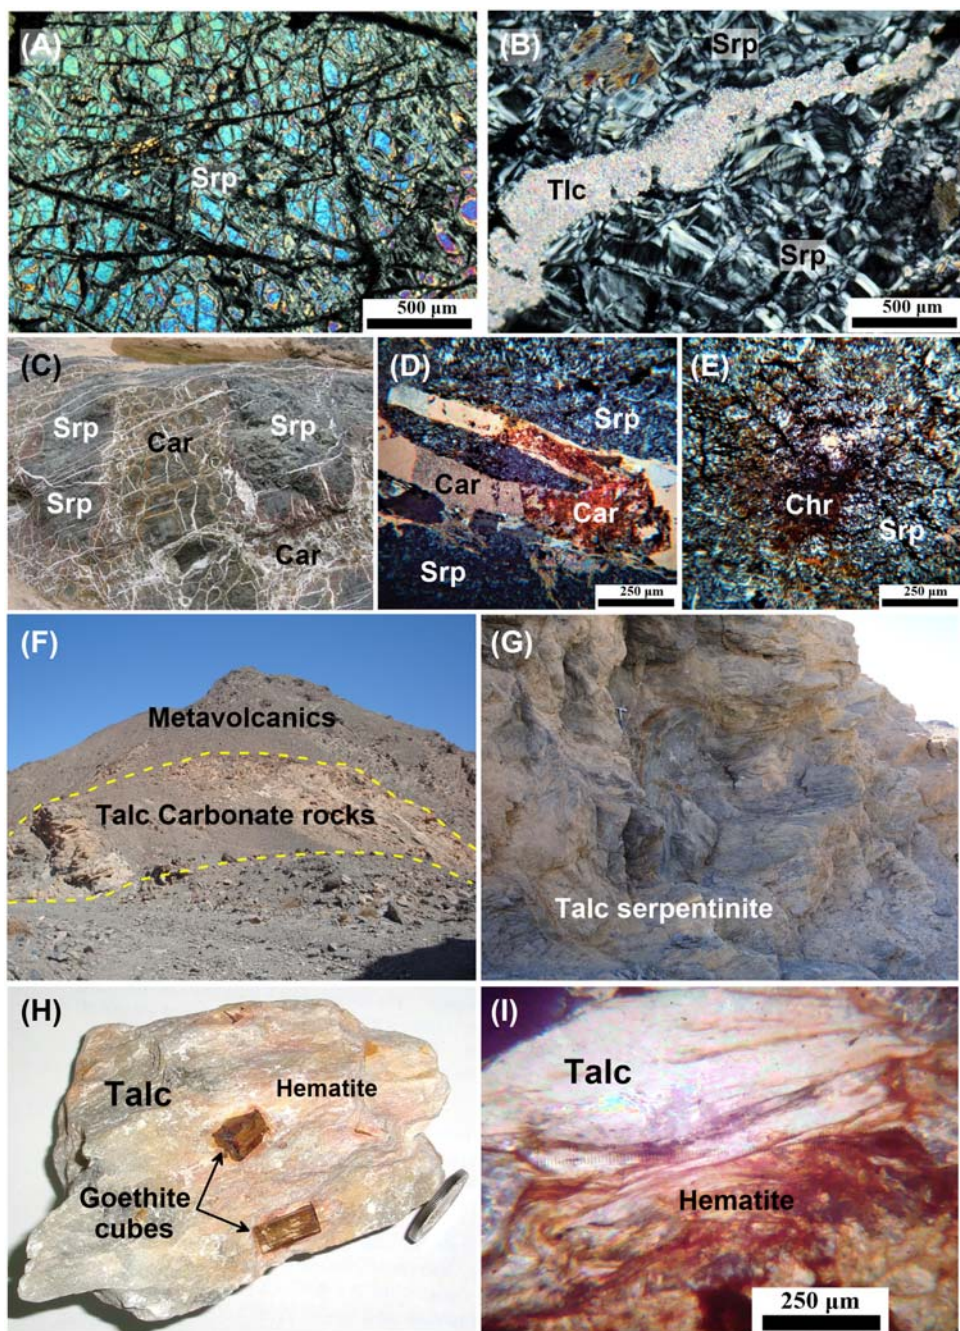 (A)
Srp
500 µm
(B)
Srp
Tlc
Srp
500 µm
(C)
Srp
Srp
Car
Srp
Car
(D)
Srp
Car
Car
Srp
250 µm
(E)
Chr
Srp
250 µm
(F)
Metavolcanics
Talc Carbonate rocks
(G)
Talc serpentinite
(H)
Talc
Hematite
Goethite
cubes
(I)
Talc
Hematite
250 µm